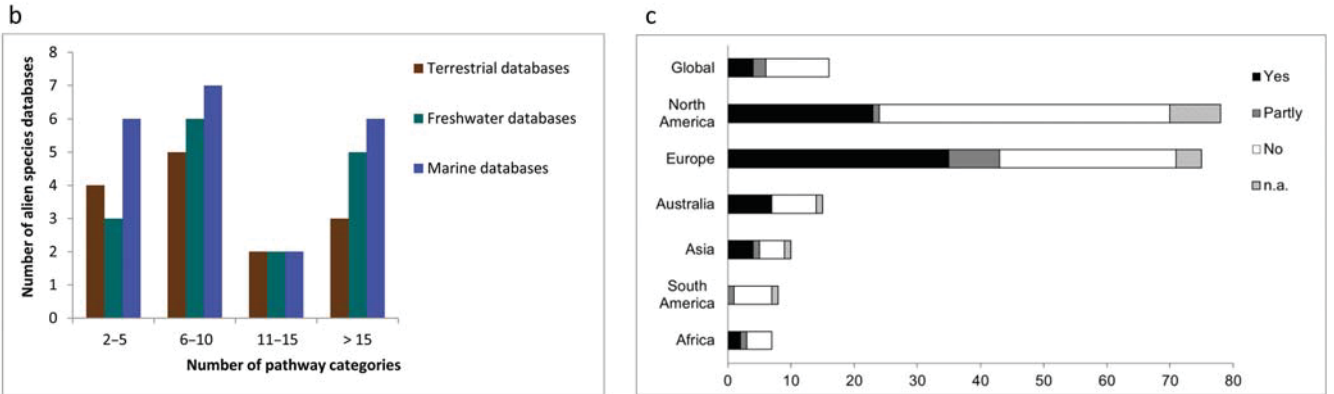 b
8
7
6
5
4
3
2
1
0
Number of alien species databases
2–5 6–10 11–15 > 15
Number of pathway categories
Terrestrial databases
Freshwater databases
Marine databases
c
Global
North
America
Europe
Australia
Asia
South
America
Africa
0 10 20 30 40 50 60 70 80
Yes
Partly
No
n.a.